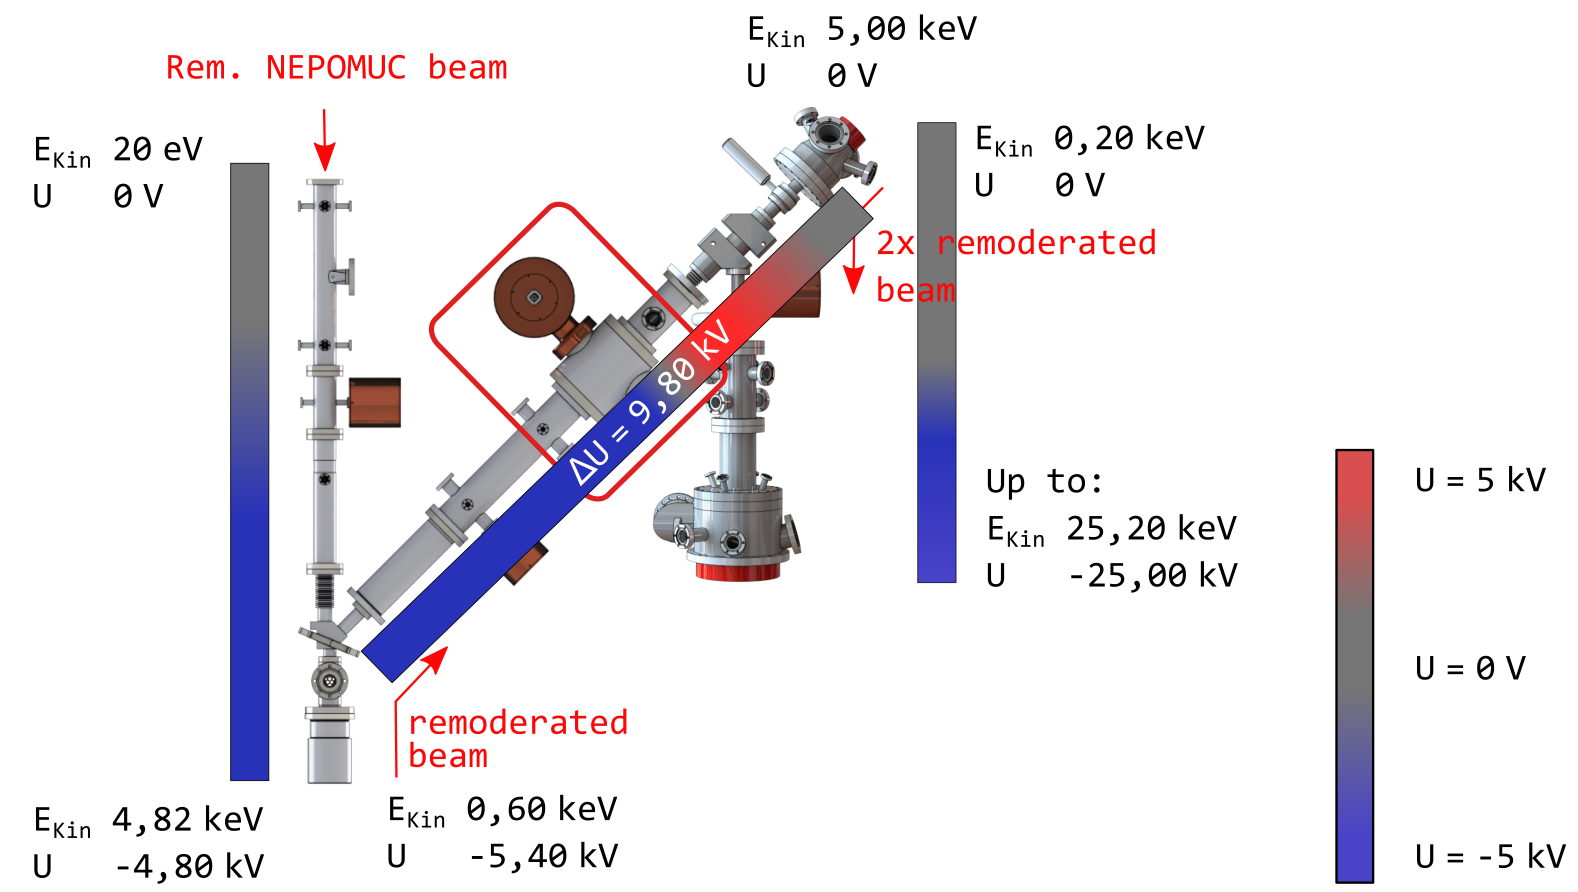 E_Kin 5,00 keV
U 0 V
Rem. NEPOMUC beam
E_Kin 20 eV
U 0 V
E_Kin 0,20 keV
U 0 V
2x remoderated
beam
ΔU = 9,80 kV
Up to:
E_Kin 25,20 keV
U -25,00 kV
U = 5 kV
U = 0 V
U = -5 kV
remoderated
beam
E_Kin 4,82 keV
U -4,80 kV
E_Kin 0,60 keV
U -5,40 kV